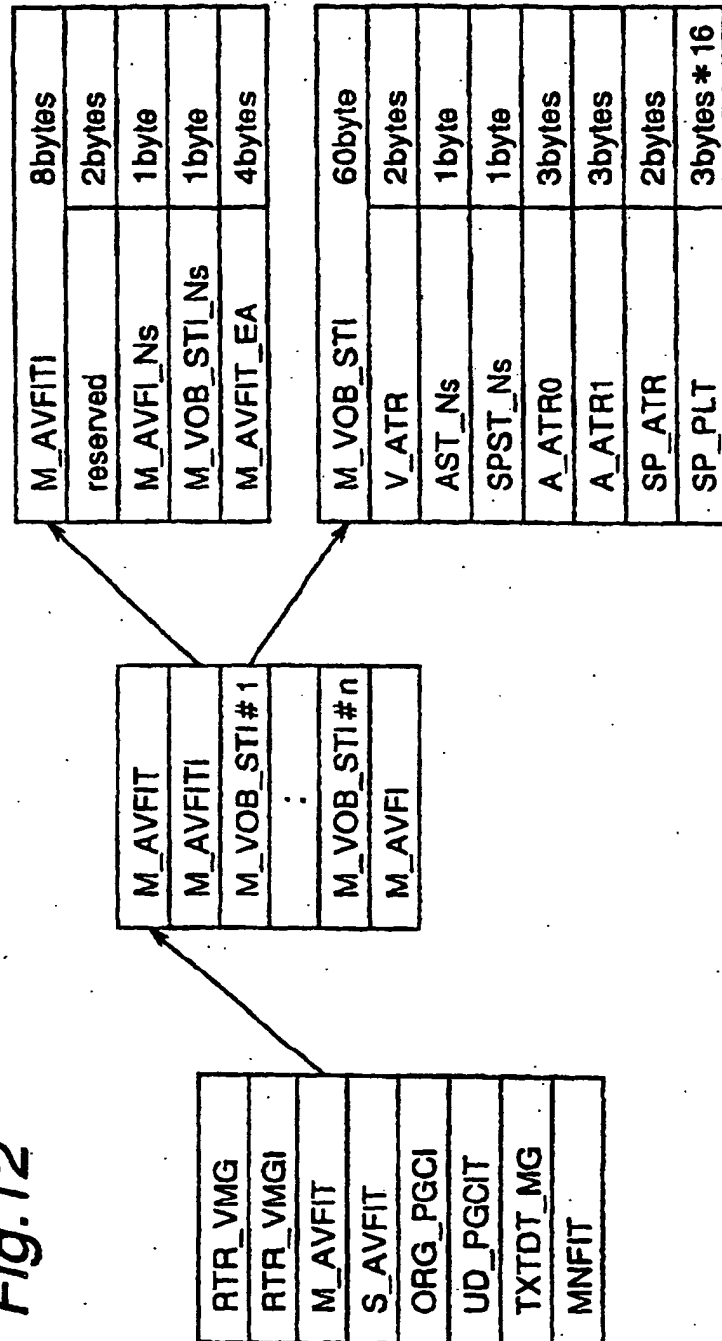 Fig.12
RTR_VMG
RTR_VMGI
M_AVFIT
S_AVFIT
ORG_PGCI
UD_PGCIT
TXTDT_MG
MNFIT
M_AVFIT
M_AVFITI
M_VOB_STI#1
:
M_VOB_STI#n
M_AVFI
M_AVFITI 8bytes
reserved 2bytes
M_AVFI_Ns 1byte
M_VOB_STI_Ns 1byte
M_AVFIT_EA 4bytes
M_VOB_STI 60byte
V_ATR 2bytes
AST_Ns 1byte
SPST_Ns 1byte
A_ATR0 3bytes
A_ATR1 3bytes
SP_ATR 2bytes
SP_PLT 3bytes*16